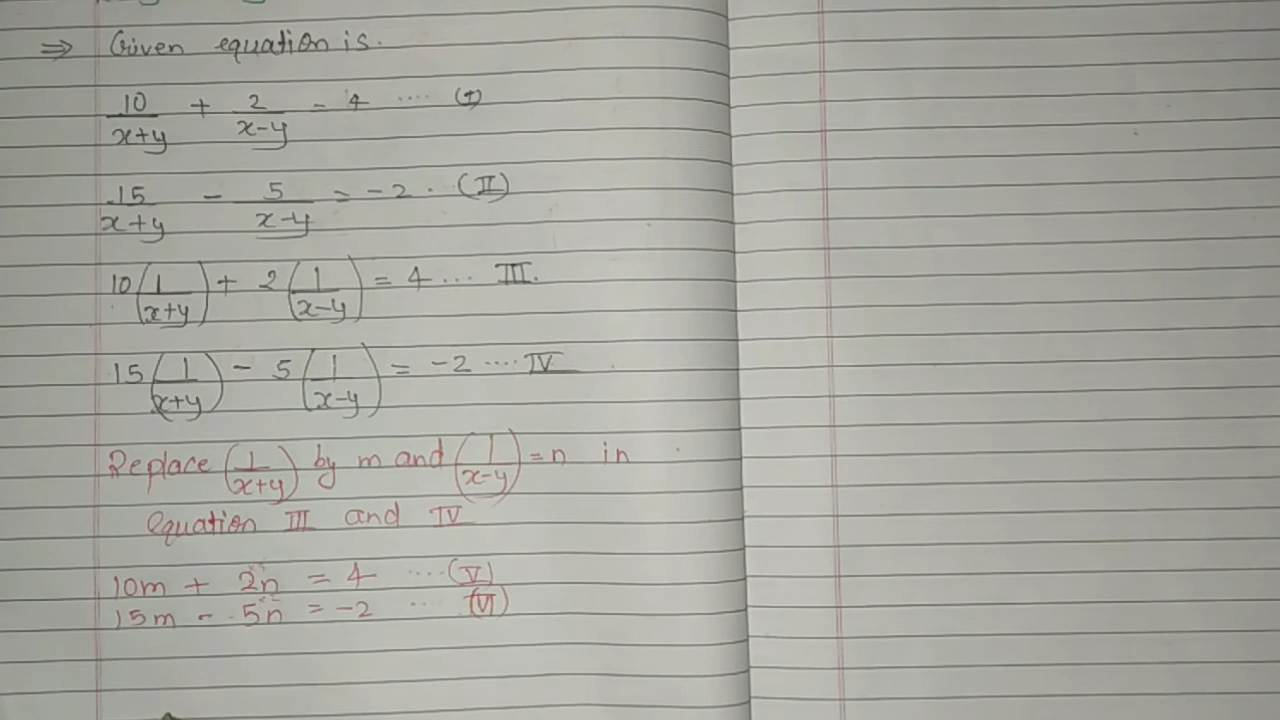 ⇒ Given equation is.
10/(x+y) + 2/(x-y) - 4 .... (I)
15/(x+y) - 5/(x-y) = -2 . (II)
10(1/(x+y)) + 2(1/(x-y)) = 4 ... III.
15(1/(x+y)) - 5(1/(x-y)) = -2 .... IV
Replace (1/(x+y)) by m and (1/(x-y)) = n in
equation III and IV
10m + 2n = 4 .... (V)
15m - 5n = -2 ... (VI)